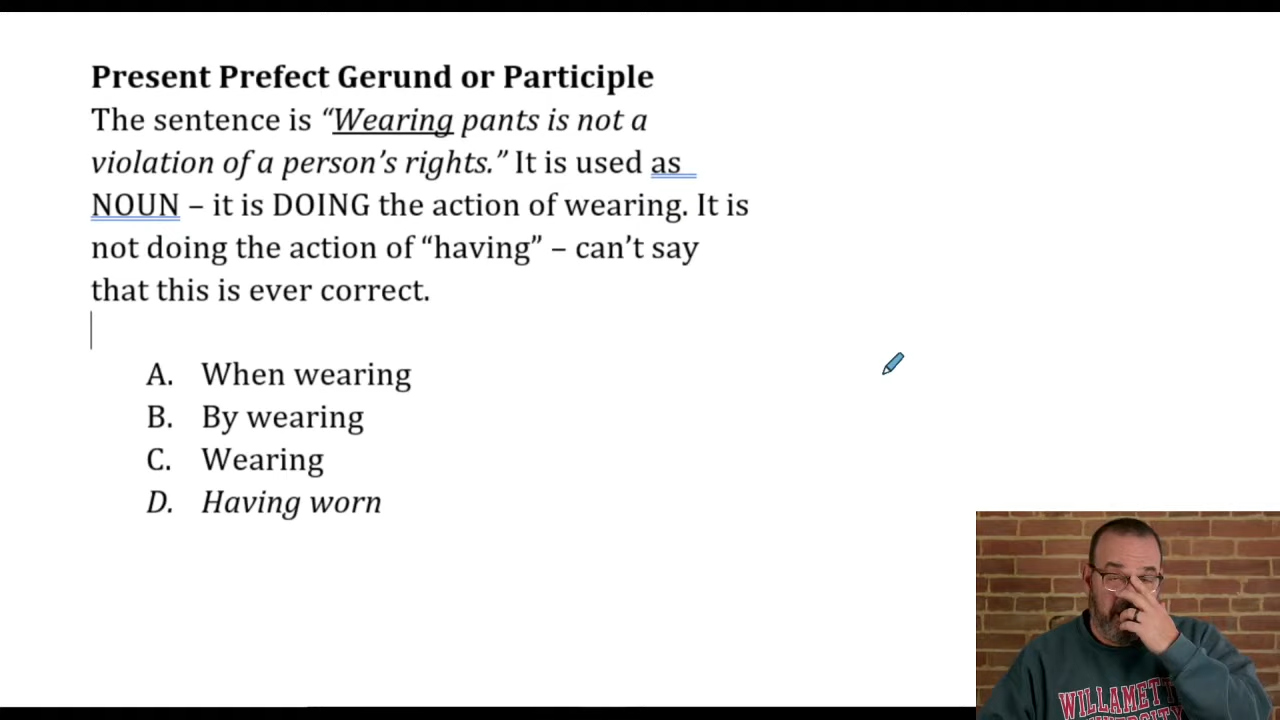 Present Prefect Gerund or Participle
The sentence is “Wearing pants is not a
violation of a person’s rights.” It is used as
NOUN – it is DOING the action of wearing. It is
not doing the action of “having” – can’t say
that this is ever correct.
A. When wearing
B. By wearing
C. Wearing
D. Having worn
WILLAMETT